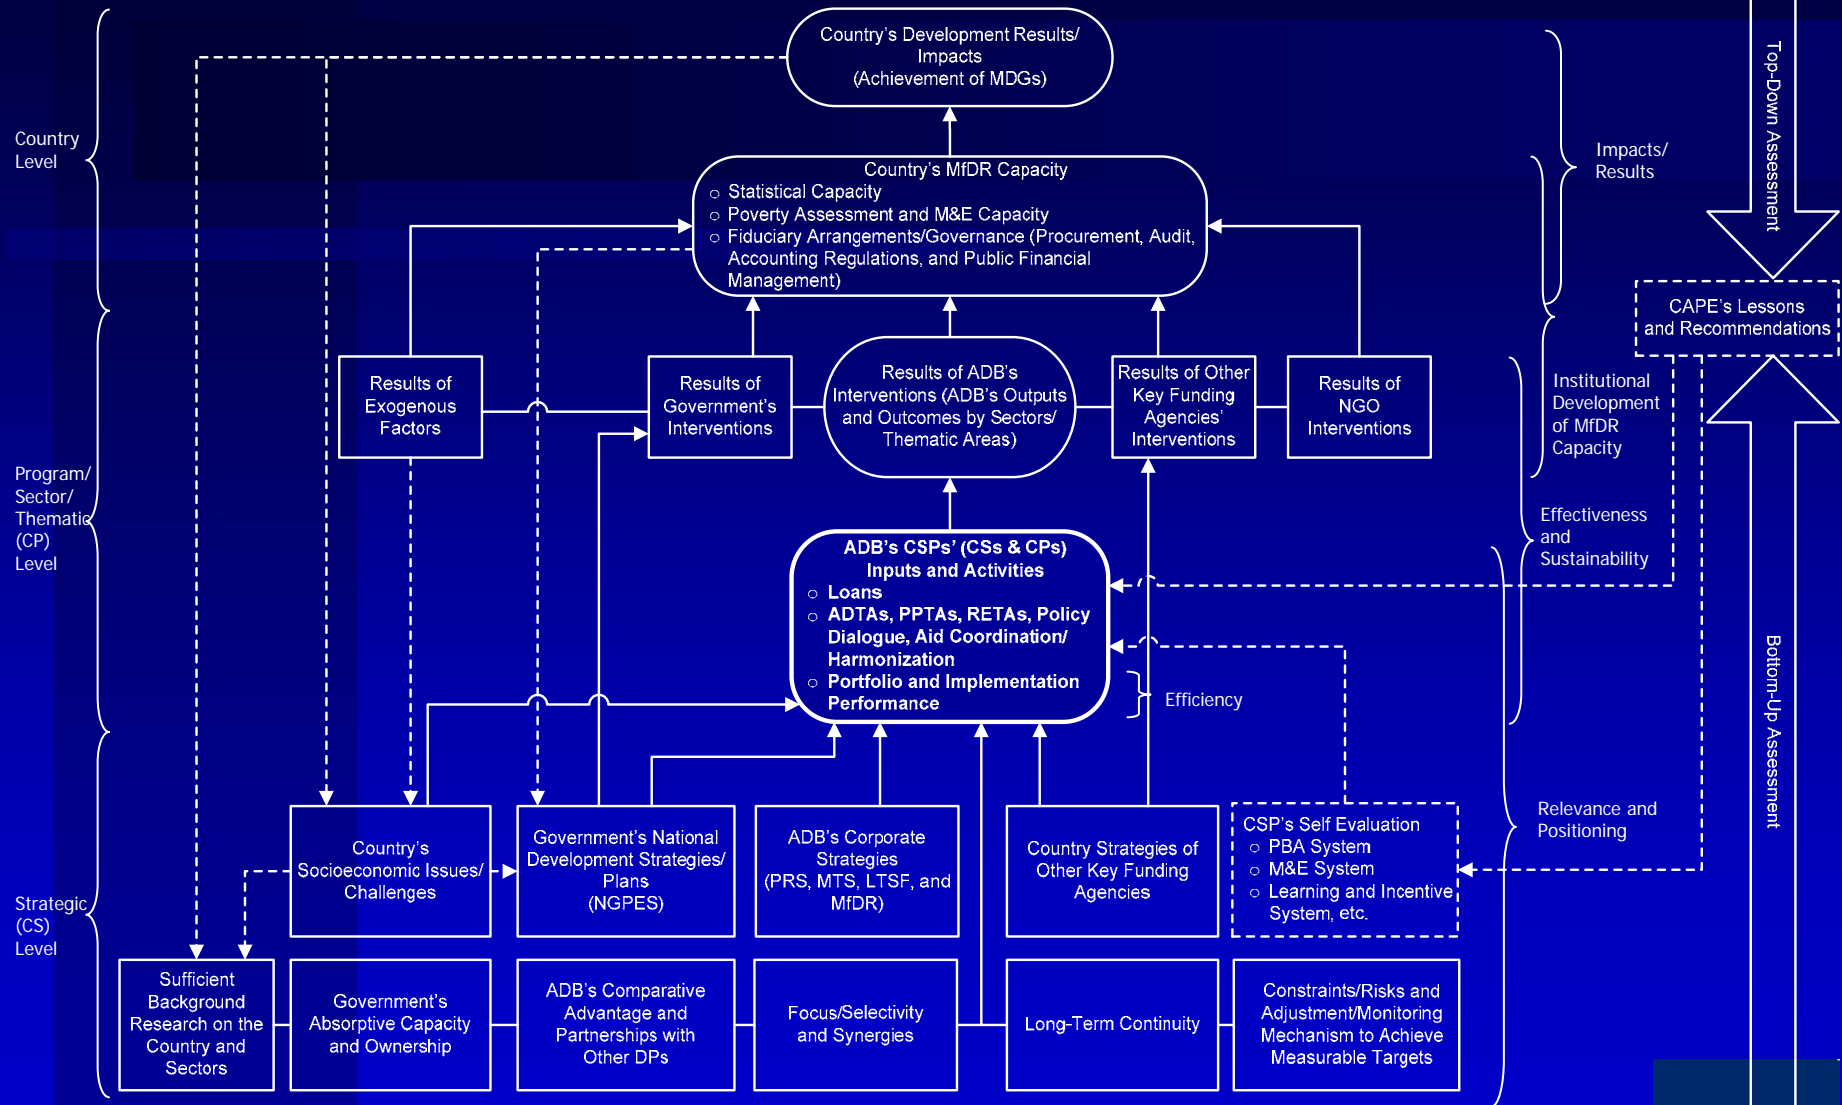 Country's Development Results/
Impacts
(Achievement of MDGs)
Country
Level
Country's MfDR Capacity
○ Statistical Capacity
○ Poverty Assessment and M&E Capacity
○ Fiduciary Arrangements/Governance (Procurement, Audit,
Accounting Regulations, and Public Financial
Management)
Impacts/
Results
Top-Down Assessment
CAPE's Lessons
and Recommendations
Results of
Exogenous
Factors
Results of
Government's
Interventions
Results of ADB's
Interventions (ADB's Outputs
and Outcomes by Sectors/
Thematic Areas)
Results of Other
Key Funding
Agencies'
Interventions
Results of
NGO
Interventions
Institutional
Development
of MfDR
Capacity
Program/
Sector/
Thematic
(CP)
Level
ADB's CSPs' (CSs & CPs)
Inputs and Activities
○ Loans
○ ADTAs, PPTAs, RETAs, Policy
Dialogue, Aid Coordination/
Harmonization
○ Portfolio and Implementation
Performance
Efficiency
Effectiveness
and
Sustainability
Bottom-Up Assessment
Strategic
(CS)
Level
Country's
Socioeconomic Issues/
Challenges
Government's National
Development Strategies/
Plans
(NGPES)
ADB's Corporate
Strategies
(PRS, MTS, LTSF, and
MfDR)
Country Strategies of
Other Key Funding
Agencies
CSP's Self Evaluation
○ PBA System
○ M&E System
○ Learning and Incentive
System, etc.
Relevance and
Positioning
Sufficient
Background
Research on the
Country and
Sectors
Government's
Absorptive Capacity
and Ownership
ADB's Comparative
Advantage and
Partnerships with
Other DPs
Focus/Selectivity
and Synergies
Long-Term Continuity
Constraints/Risks and
Adjustment/Monitoring
Mechanism to Achieve
Measurable Targets